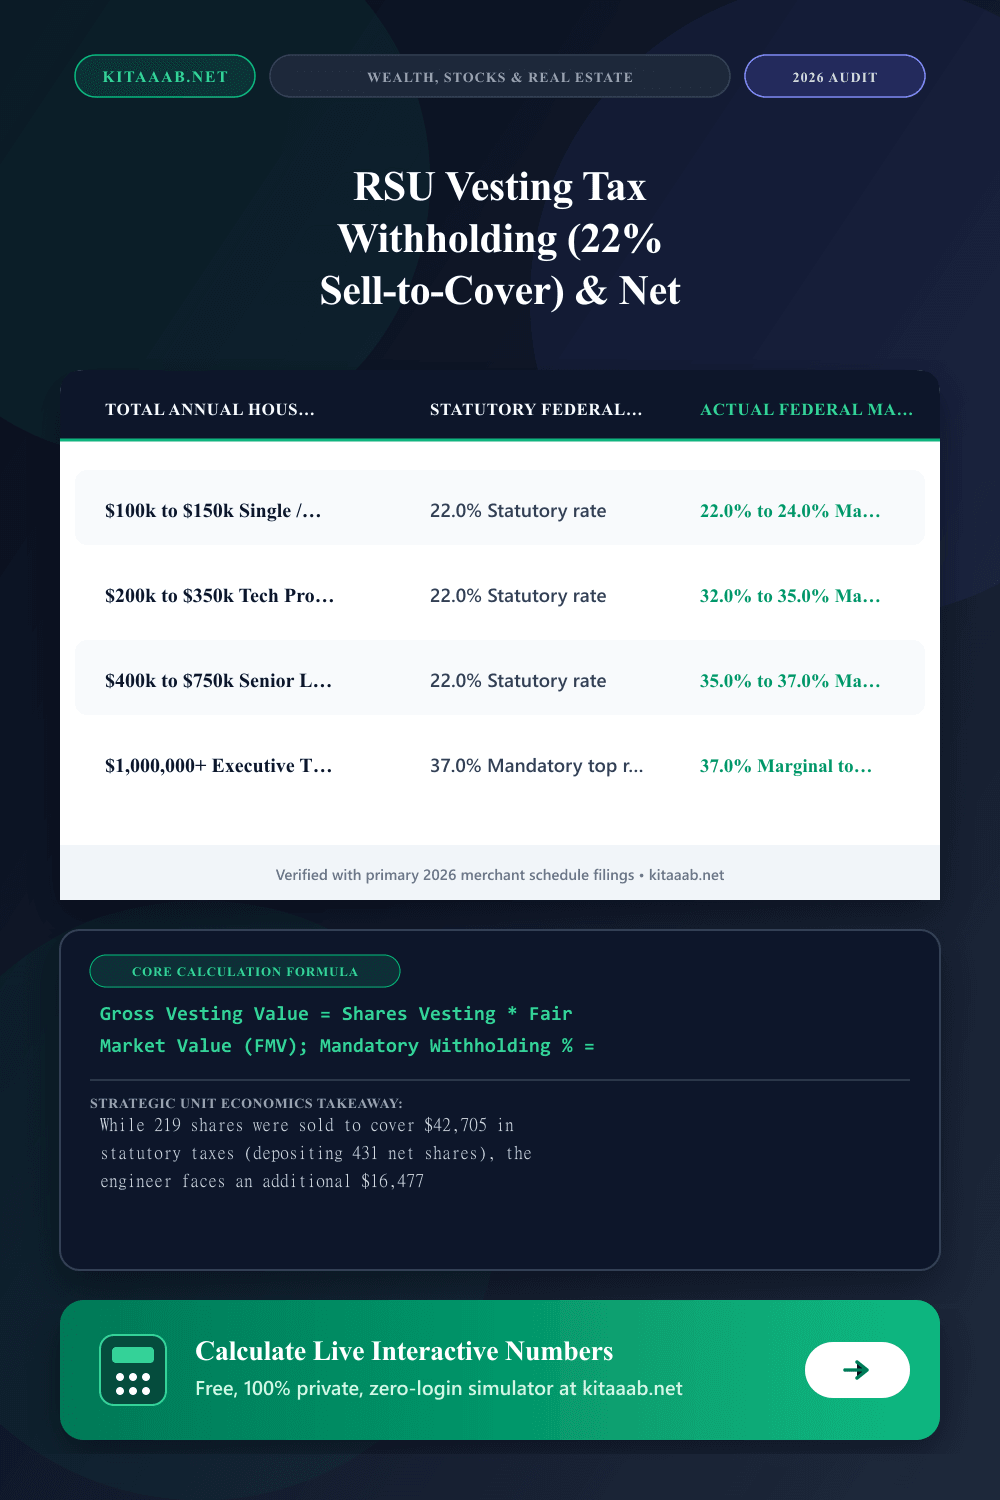 KITAAAB.NET
WEALTH, STOCKS & REAL ESTATE
2026 AUDIT
RSU Vesting Tax
Withholding (22%
Sell-to-Cover) & Net
TOTAL ANNUAL HOUS...
STATUTORY FEDERAL...
ACTUAL FEDERAL MA...
$100k to $150k Single /...
22.0% Statutory rate
22.0% to 24.0% Ma...
$200k to $350k Tech Pro...
22.0% Statutory rate
32.0% to 35.0% Ma...
$400k to $750k Senior L...
22.0% Statutory rate
35.0% to 37.0% Ma...
$1,000,000+ Executive T...
37.0% Mandatory top r...
37.0% Marginal to...
Verified with primary 2026 merchant schedule filings • kitaaab.net
CORE CALCULATION FORMULA
Gross Vesting Value = Shares Vesting * Fair
Market Value (FMV); Mandatory Withholding % =
STRATEGIC UNIT ECONOMICS TAKEAWAY:
While 219 shares were sold to cover $42,705 in
statutory taxes (depositing 431 net shares), the
engineer faces an additional $16,477
Calculate Live Interactive Numbers
Free, 100% private, zero-login simulator at kitaaab.net